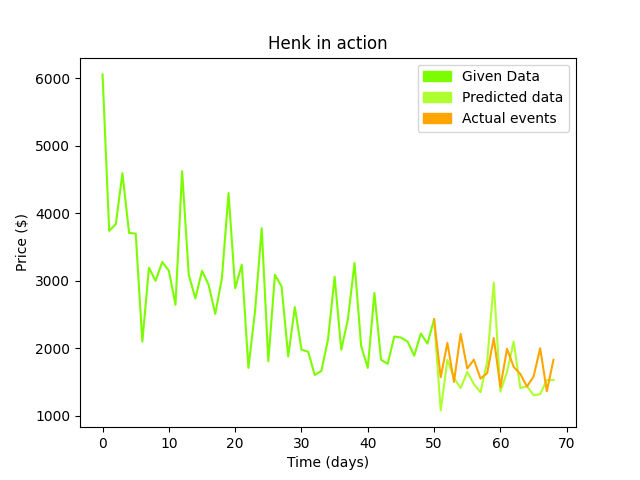 Henk in action
Given Data
Predicted data
Actual events
Price ($)
6000
5000
4000
3000
2000
1000
0
10
20
30
40
50
60
70
Time (days)